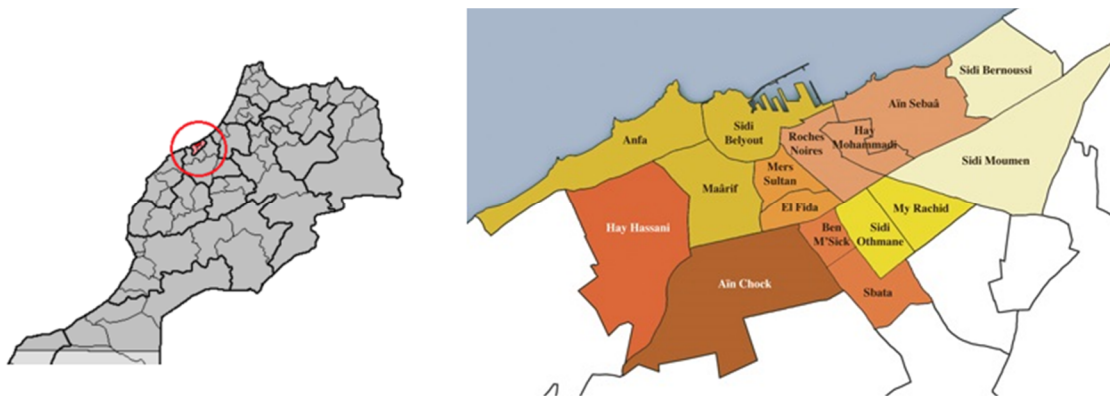 Sidi Bernoussi
Aïn Sebaâ
Anfa
Sidi
Belyout
Roches
Noires
Hay
Mohammadi
Sidi Moumen
Mers
Sultan
Maârif
El Fida
My Rachid
Hay Hassani
Ben
M'Sick
Sidi
Othmane
Aïn Chock
Sbata